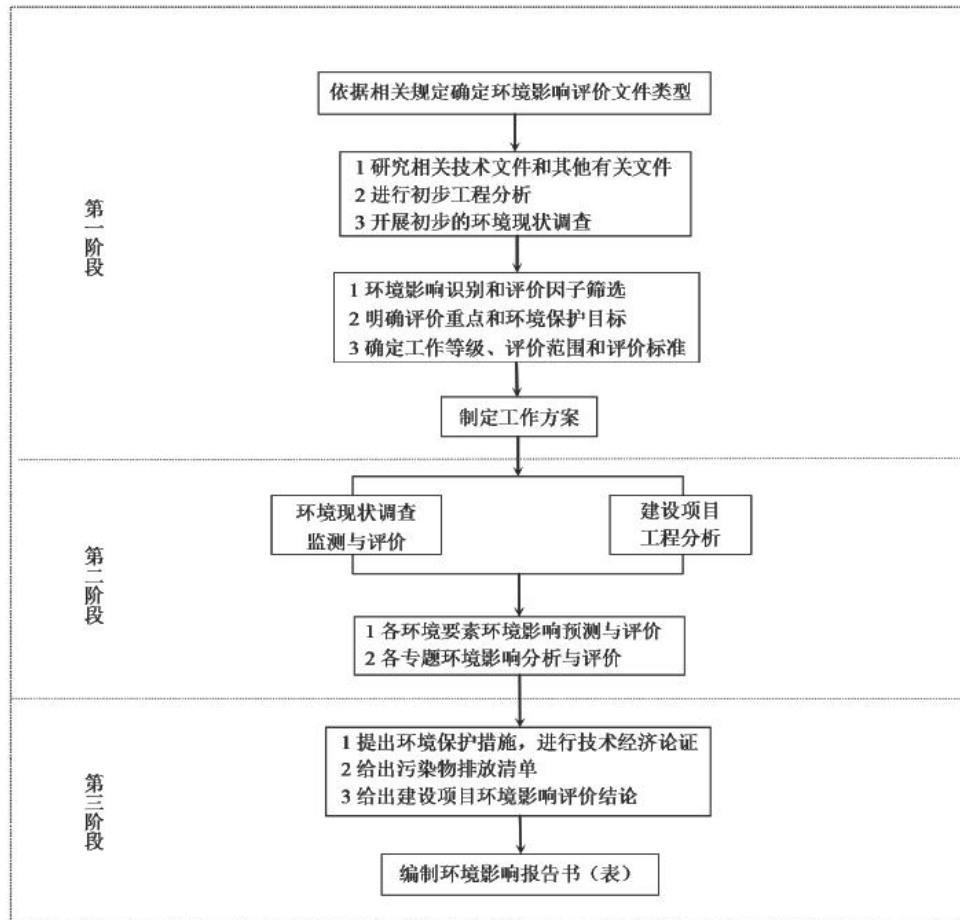 依据相关规定确定环境影响评价文件类型
1 研究相关技术文件和其他有关文件
2 进行初步工程分析
3 开展初步的环境现状调查
第一阶段
1 环境影响识别和评价因子筛选
2 明确评价重点和环境保护目标
3 确定工作等级、评价范围和评价标准
制定工作方案
环境现状调查
监测与评价
建设项目
工程分析
第二阶段
1 各环境要素环境影响预测与评价
2 各专题环境影响分析与评价
1 提出环境保护措施，进行技术经济论证
2 给出污染物排放清单
3 给出建设项目环境影响评价结论
第三阶段
编制环境影响报告书（表）